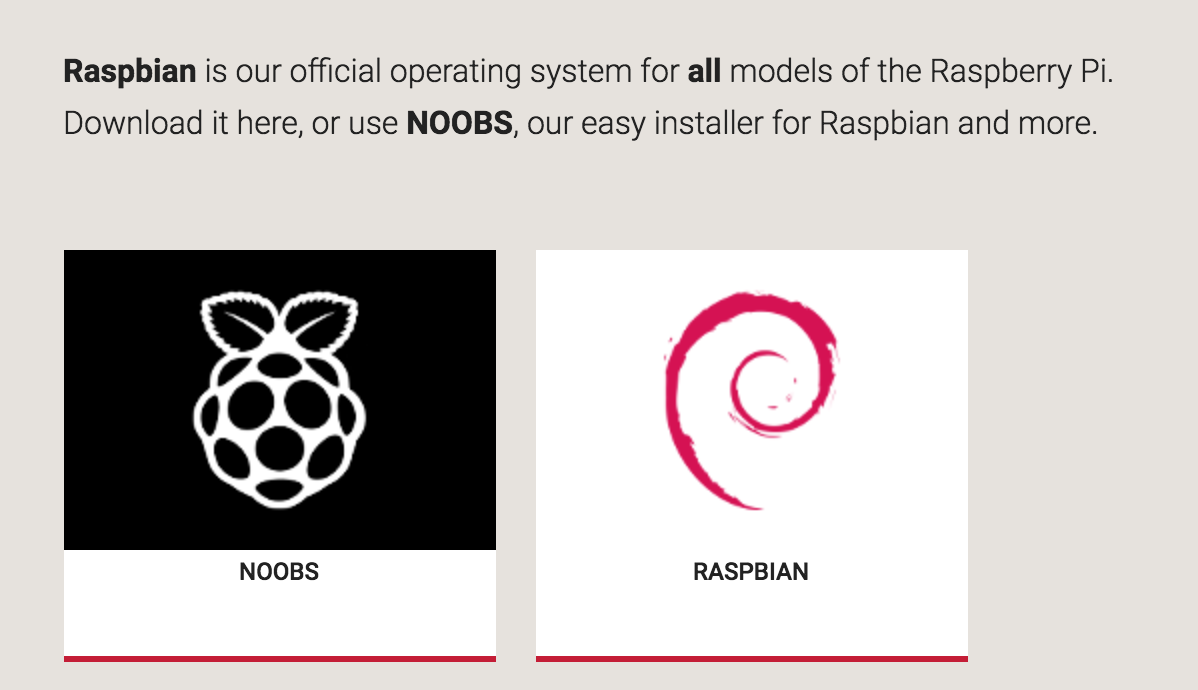 Raspbian is our official operating system for all models of the Raspberry Pi.
Download it here, or use NOOBS, our easy installer for Raspbian and more.
NOOBS
RASPBIAN